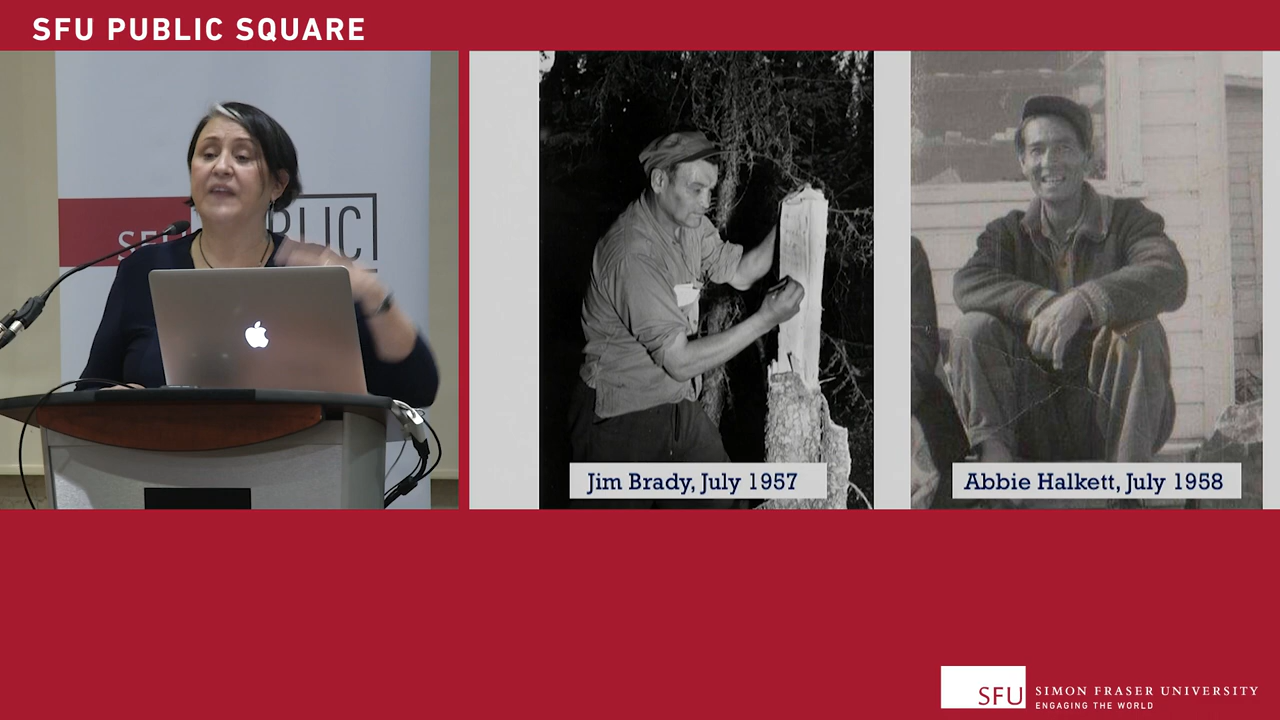 SFU PUBLIC SQUARE
Jim Brady, July 1957
Abbie Halkett, July 1958
SFU SIMON FRASER UNIVERSITY
ENGAGING THE WORLD